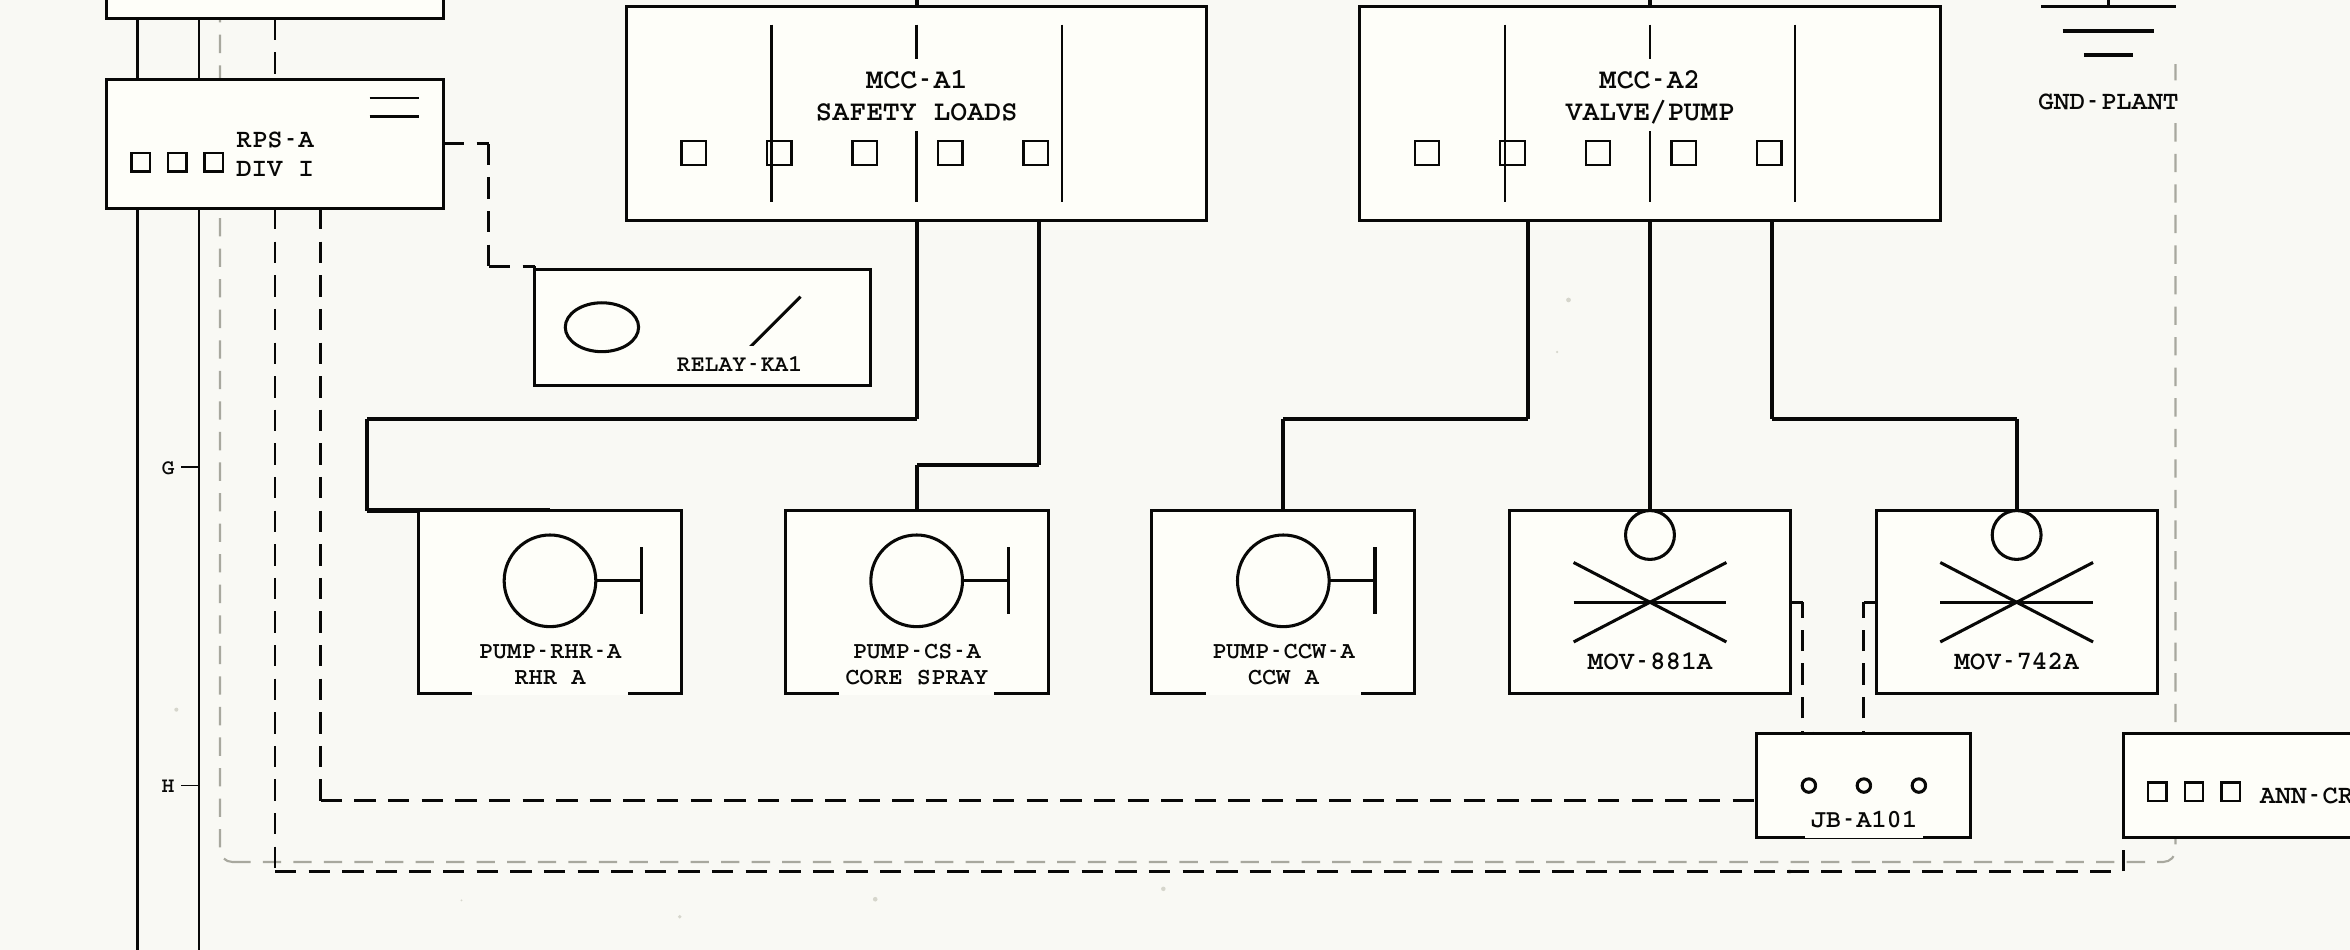 MCC-A1
SAFETY LOADS
MCC-A2
VALVE/PUMP
GND-PLANT
RPS-A
DIV I
RELAY-KA1
G
PUMP-RHR-A
RHR A
PUMP-CS-A
CORE SPRAY
PUMP-CCW-A
CCW A
MOV-881A
MOV-742A
H
JB-A101
ANN-CR